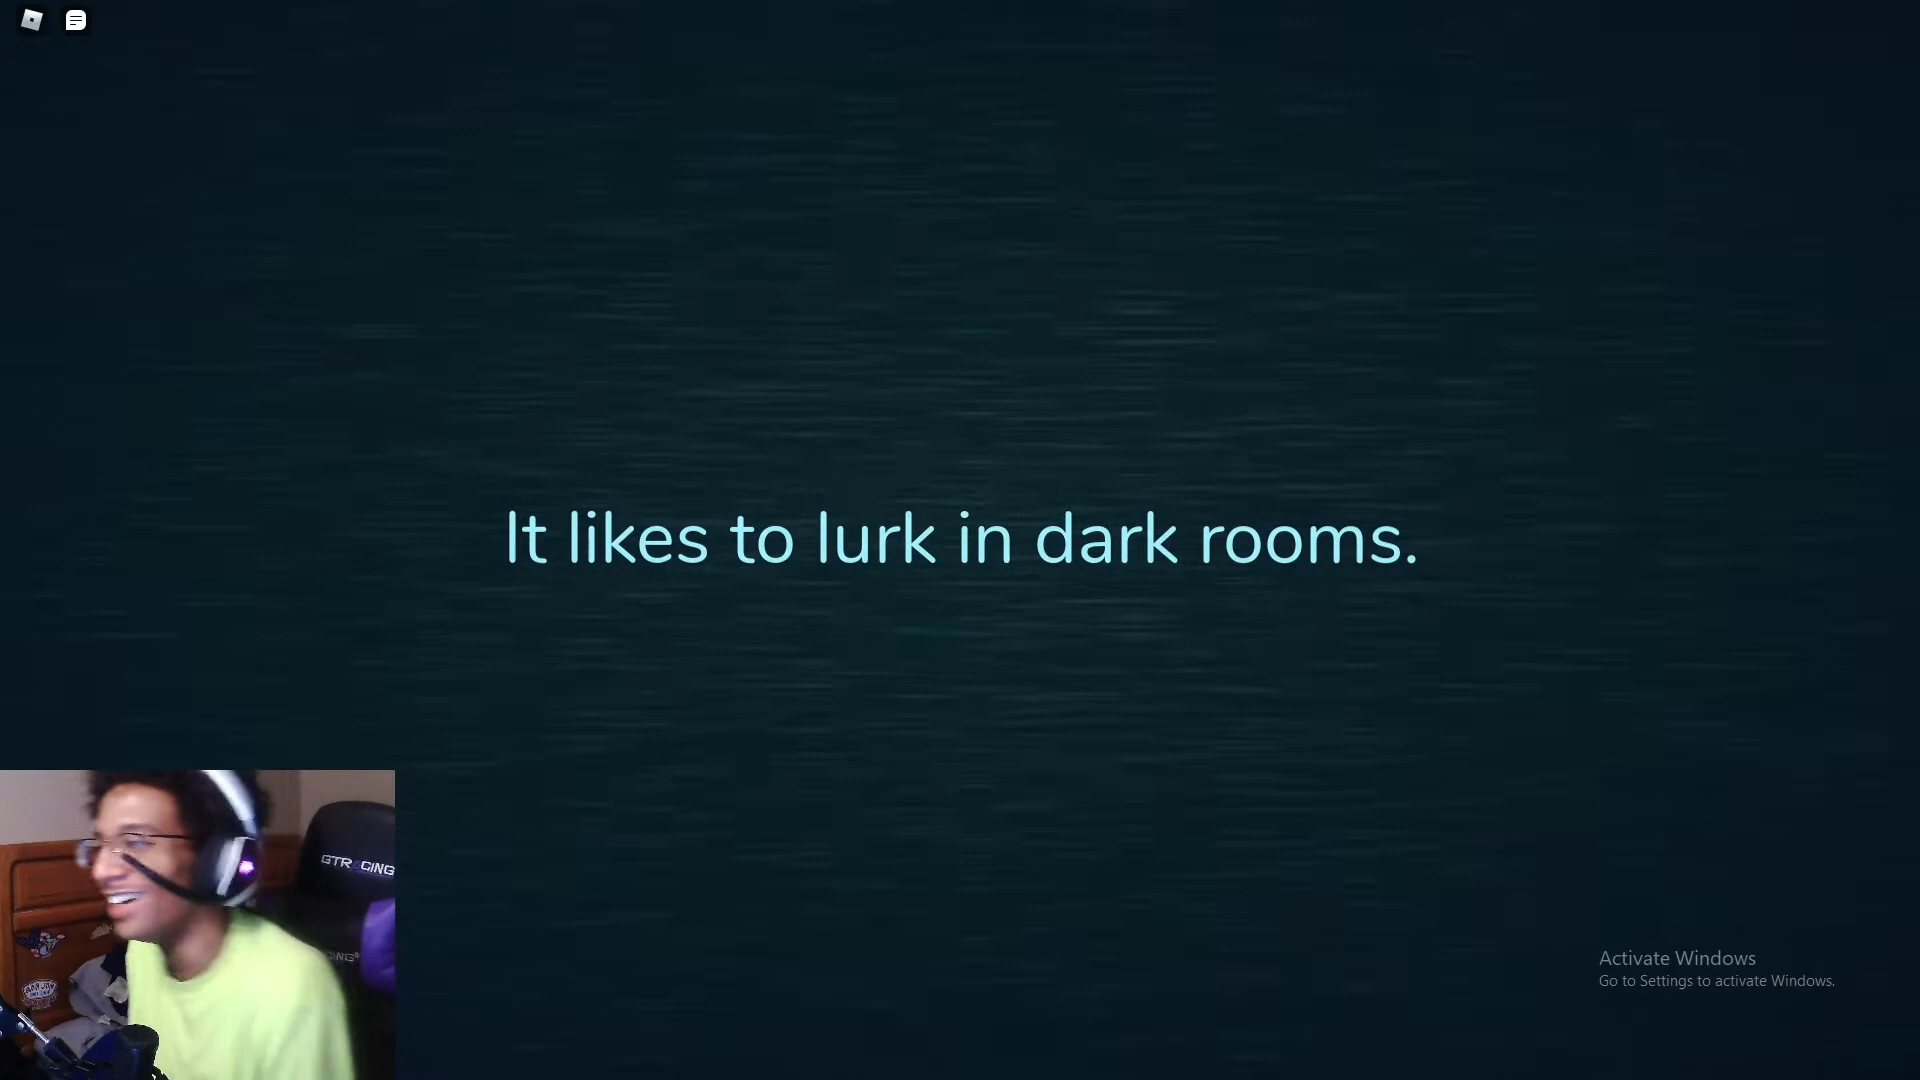 It likes to lurk in dark rooms.
GTRACING
Activate Windows
Go to Settings to activate Windows.